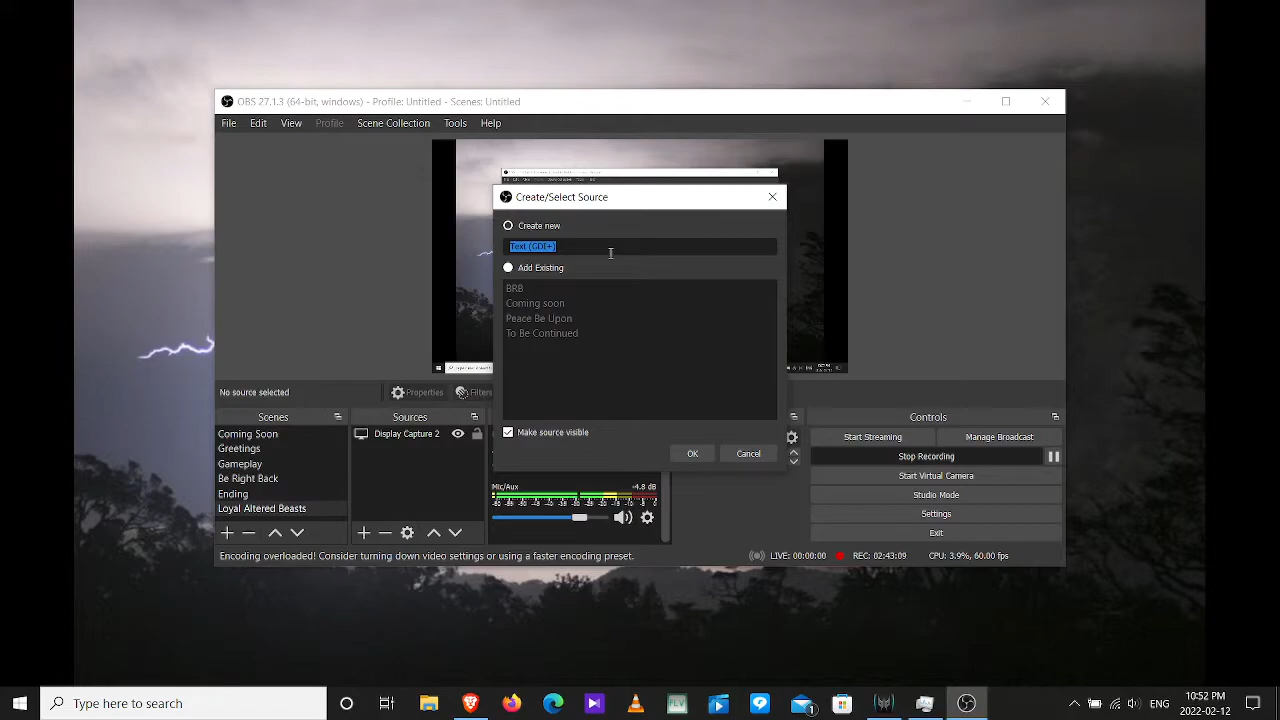 OBS 27.1.3 (64-bit, windows) - Profile: Untitled - Scenes: Untitled
File Edit View Profile Scene Collection Tools Help
Create/Select Source
Create new
Text (GDI+)
Add Existing
BRB
Coming soon
Peace Be Upon
To Be Continued
Make source visible
OK Cancel
No source selected Properties Filters
Scenes Sources Controls
Coming Soon
Greetings
Gameplay
Be Right Back
Ending
Loyal Altered Beasts
Display Capture 2
Mic/Aux -4.8 dB
Start Streaming Manage Broadcast
Stop Recording
Start Virtual Camera
Studio Mode
Settings
Exit
Encoding overloaded! Consider turning down video settings or using a faster encoding preset. LIVE: 00:00:00 REC: 02:43:09 CPU: 3.9%, 60.00 fps
Type here to search FLV 1 ENG 10:52 PM
2022-02-12